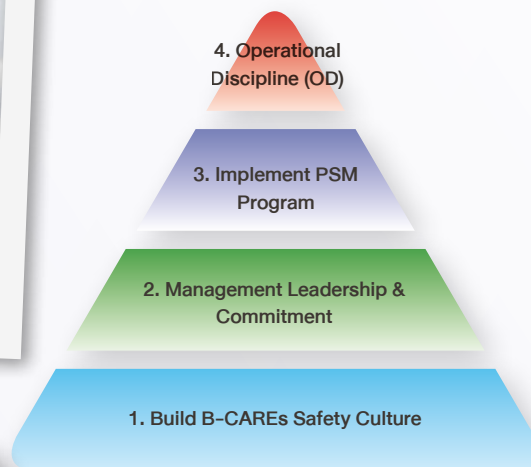 4. Operational
Discipline (OD)
3. Implement PSM
Program
2. Management Leadership &
Commitment
1. Build B-CAREs Safety Culture